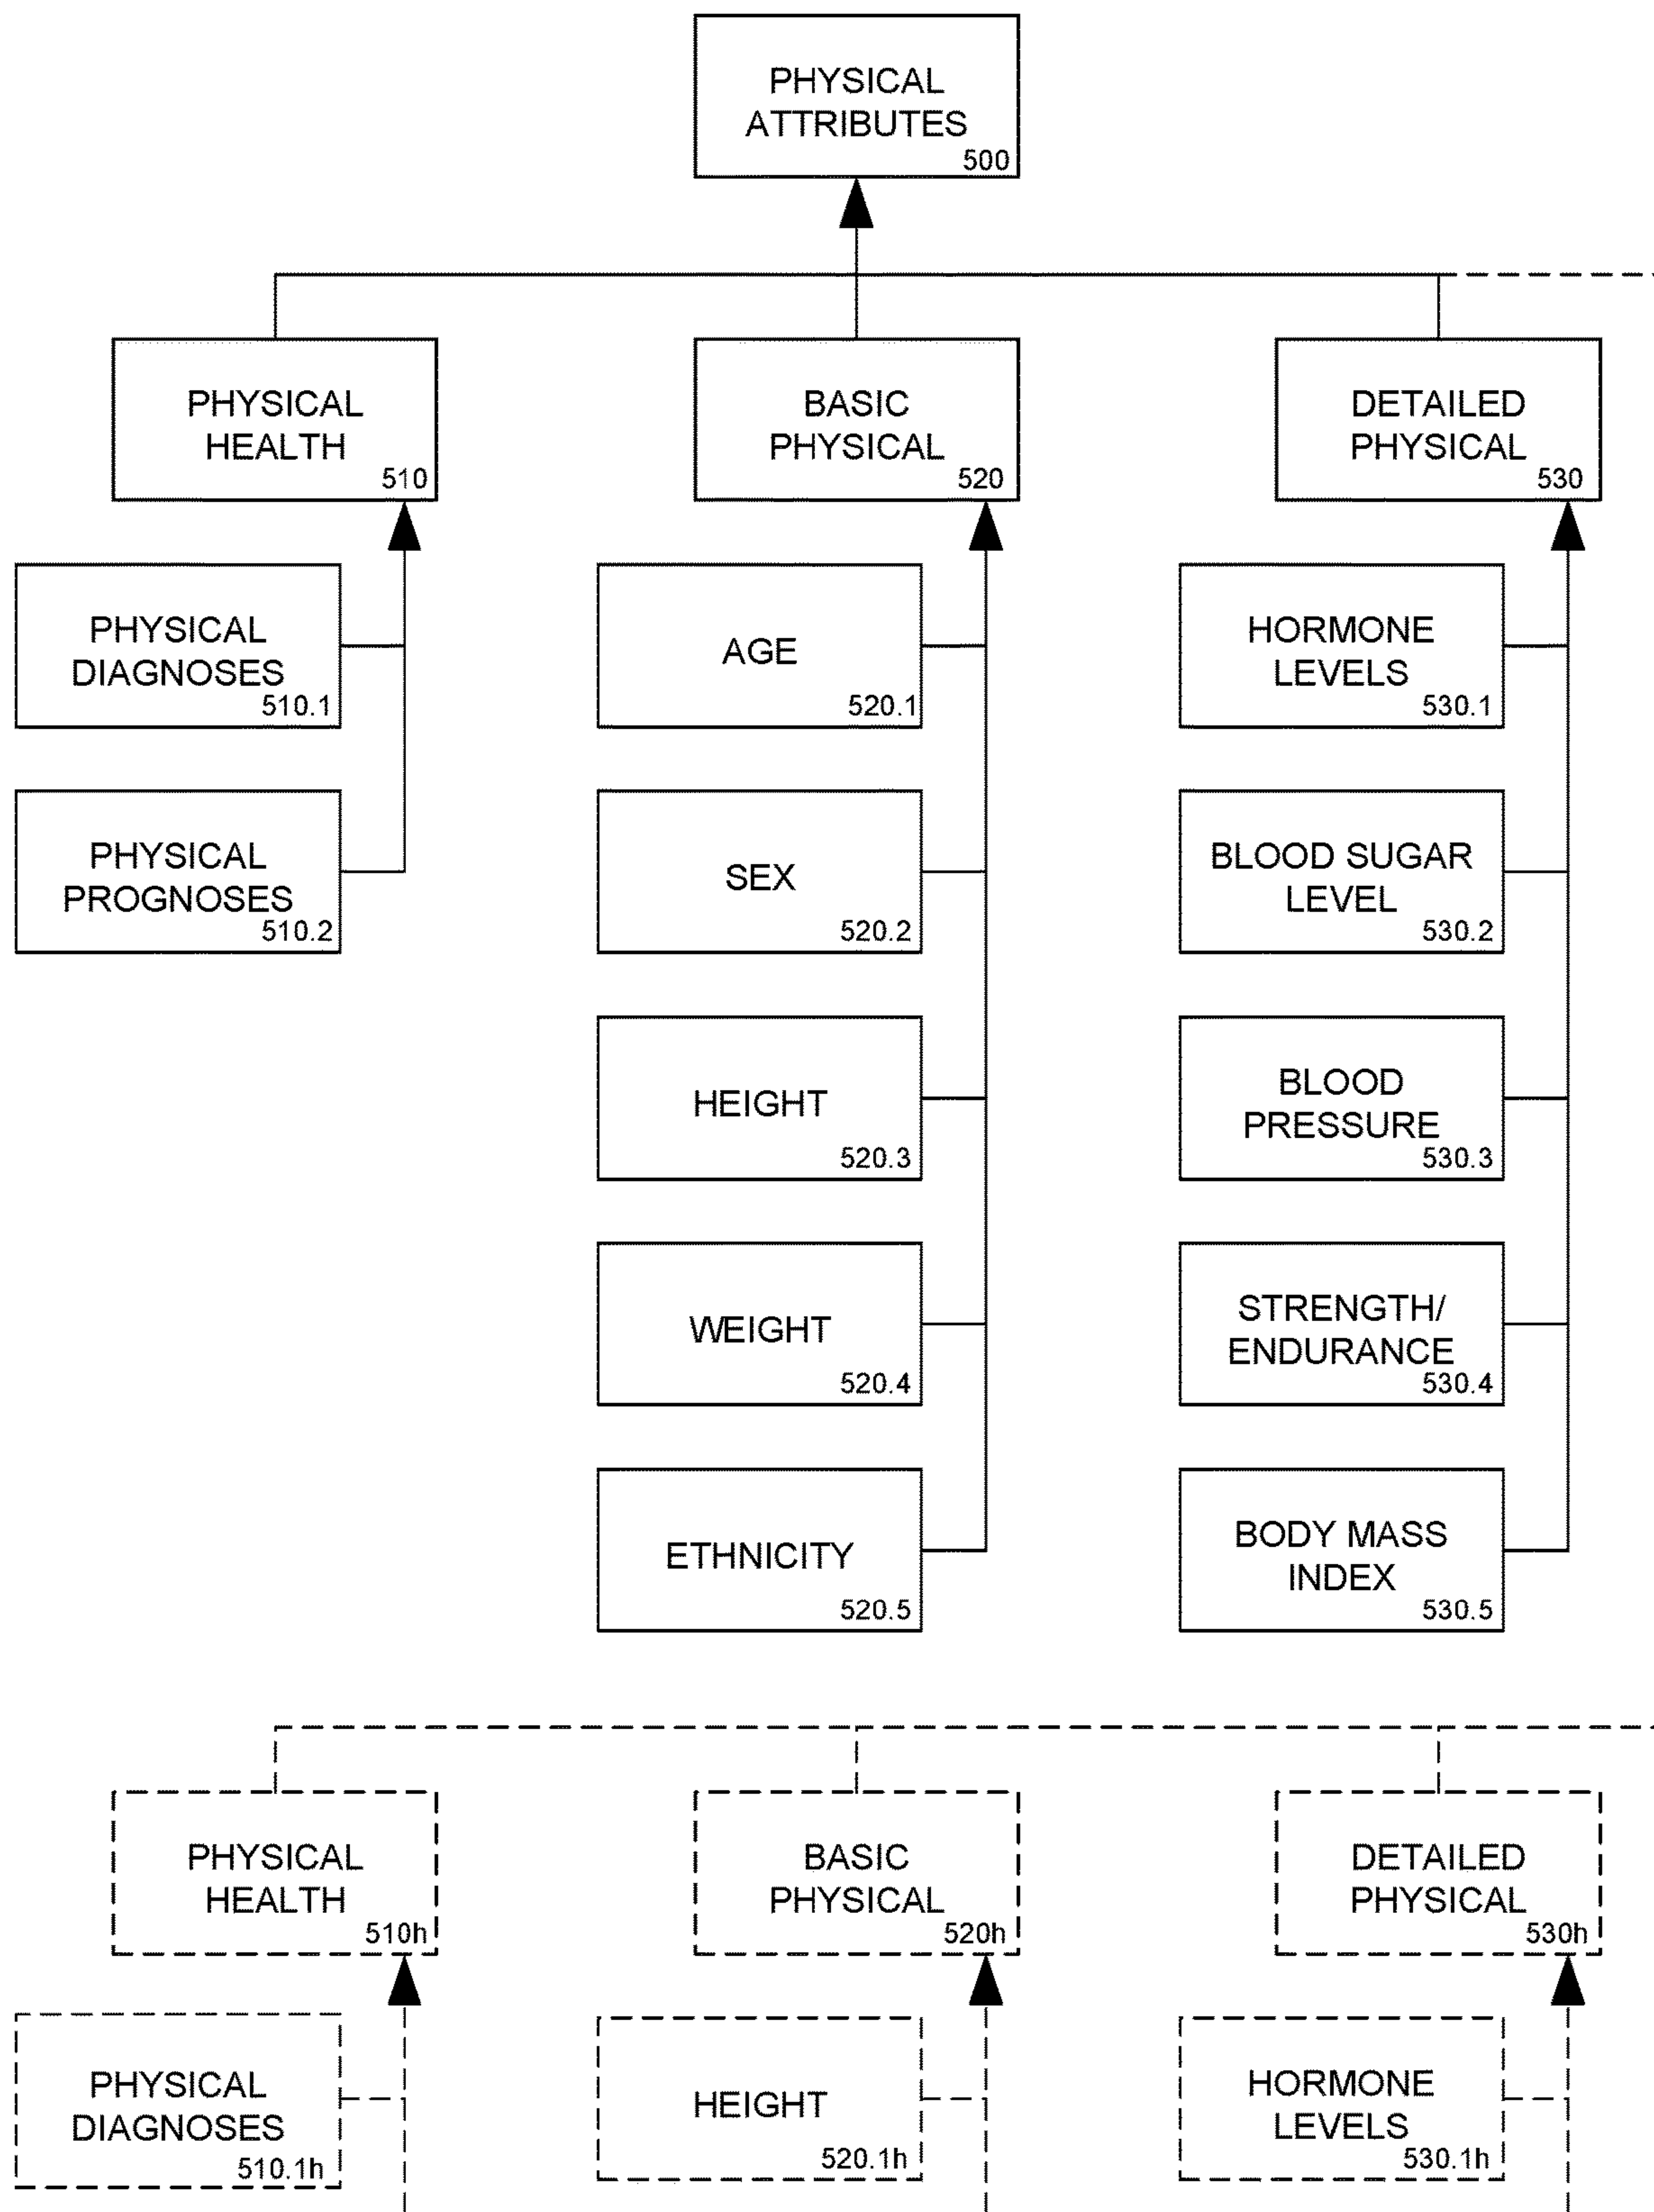 PHYSICAL
ATTRIBUTES
500
PHYSICAL
HEALTH
510
BASIC
PHYSICAL
520
DETAILED
PHYSICAL
530
PHYSICAL
DIAGNOSES
510.1
AGE
520.1
HORMONE
LEVELS
530.1
PHYSICAL
PROGNOSES
510.2
SEX
520.2
BLOOD SUGAR
LEVEL
530.2
HEIGHT
520.3
BLOOD
PRESSURE
530.3
WEIGHT
520.4
STRENGTH/
ENDURANCE
530.4
ETHNICITY
520.5
BODY MASS
INDEX
530.5
PHYSICAL
HEALTH
510h
BASIC
PHYSICAL
520h
DETAILED
PHYSICAL
530h
PHYSICAL
DIAGNOSES
510.1h
HEIGHT
520.1h
HORMONE
LEVELS
530.1h